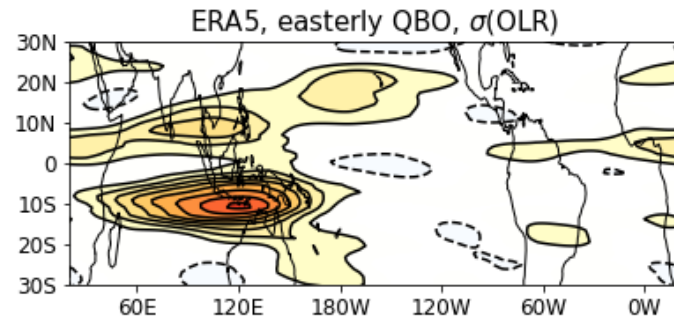 ERA5, easterly QBO, σ(OLR)
30N
20N
10N
0
10S
20S
30S
60E 120E 180W 120W 60W 0W